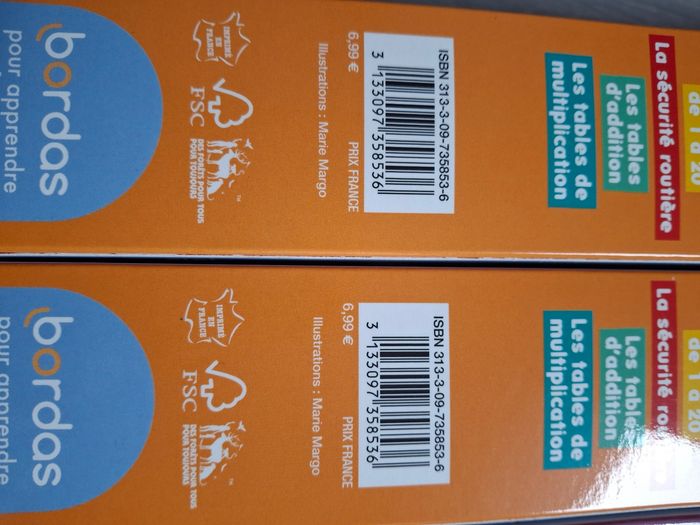 de 1 à 20
La sécurité routière
Les tables
d'addition
Les tables de
multiplication
ISBN 313-3-09-735853-6
3 133097 358536
6,99 €
PRIX FRANCE
Illustrations : Marie Margo
IMPRIMÉ
EN
FRANCE
FSC
DES FORÊTS POUR TOUS
POUR TOUJOURS
TM
bordas
pour apprendre
de 1 à 20
La sécurité
Les tables
d'addition
Les tables de
multiplication
ISBN 313-3-09-735853-6
3 133097 358536
6,99 €
PRIX FRANCE
Illustrations : Marie Margo
IMPRIMÉ
EN
FRANCE
FSC
DES FORÊTS POUR TOUS
POUR TOUJOURS
TM
bordas
pour apprendre